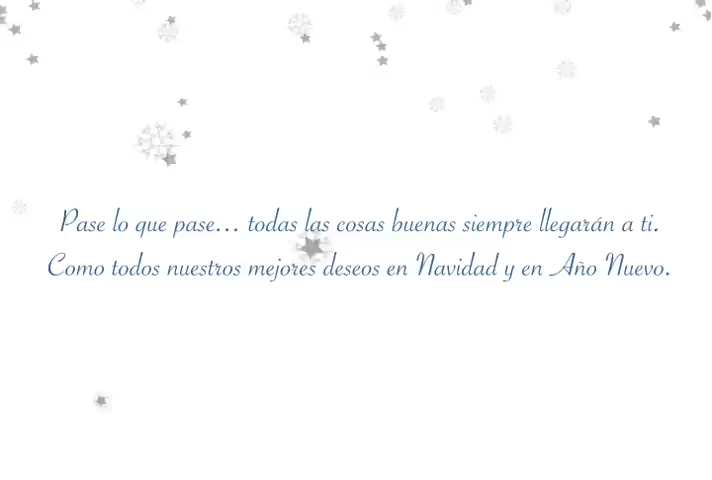 Pase lo que pase... todas las cosas buenas siempre llegarán a ti.
Como todos nuestros mejores deseos en Navidad y en Año Nuevo.